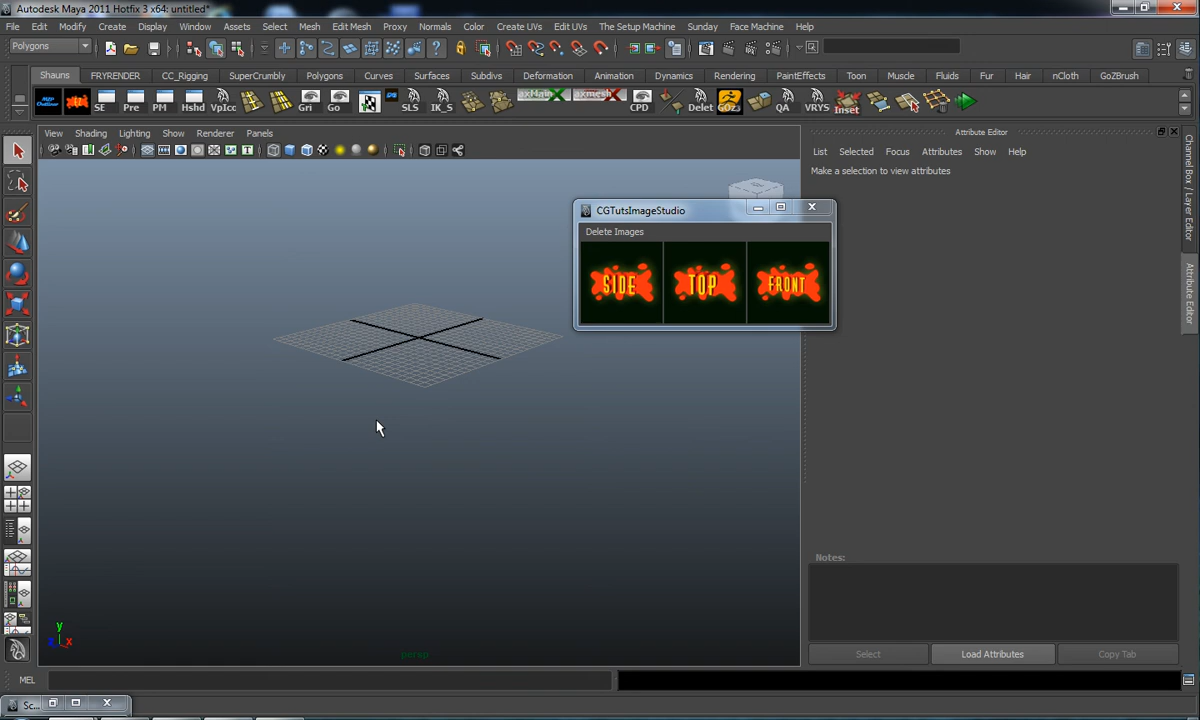 Autodesk Maya 2011 Hotfix 3 x64: untitled*
File Edit Modify Create Display Window Assets Select Mesh Edit Mesh Proxy Normals Color Create UVs Edit UVs The Setup Machine Sunday Face Machine Help
Polygons
Shauns FRYRENDER CC_Rigging SuperCrumbly Polygons Curves Surfaces Subdivs Deformation Animation Dynamics Rendering PaintEffects Toon Muscle Fluids Fur Hair nCloth GoZBrush
SE Pre PM Hshd VpIcc Gri Go SLS IK_S axMain axmesh CPD Delet GOZs QA VRYS Inset
View Shading Lighting Show Renderer Panels
Attribute Editor
List Selected Focus Attributes Show Help
Make a selection to view attributes
CGTutsImageStudio
Delete Images
SIDE TOP FRONT
Channel Box / Layer Editor
Attribute Editor
Notes:
persp
y
z x
Select Load Attributes Copy Tab
MEL
Sc...